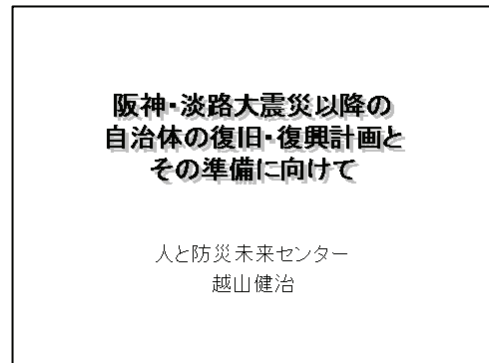 阪神・淡路大震災以降の
自治体の復旧・復興計画と
その準備に向けて
人と防災未来センター
越山健治